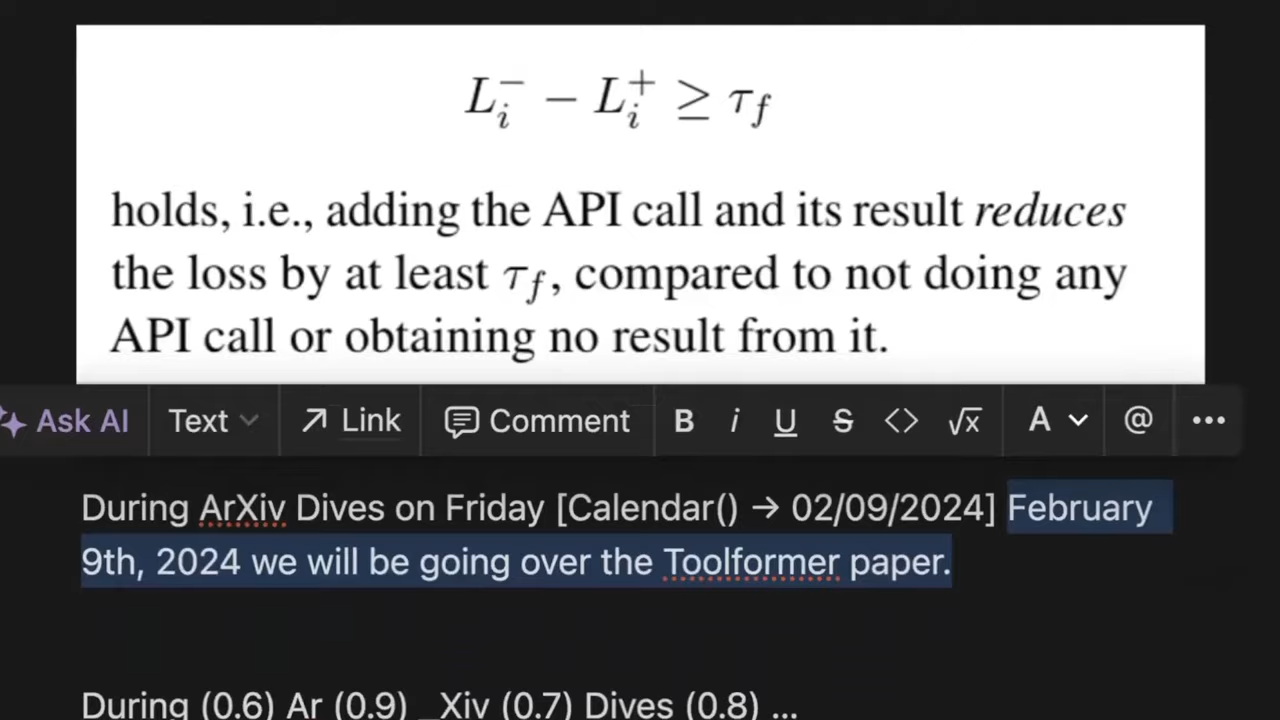 L_i^- - L_i^+ ≥ τ_f
holds, i.e., adding the API call and its result reduces
the loss by at least τ_f, compared to not doing any
API call or obtaining no result from it.
Ask AI Text Link Comment B i U S <> √x A @ •••
During ArXiv Dives on Friday [Calendar() → 02/09/2024] February
9th, 2024 we will be going over the Toolformer paper.
During (0.6) Ar (0.9) _Xiv (0.7) Dives (0.8) ...